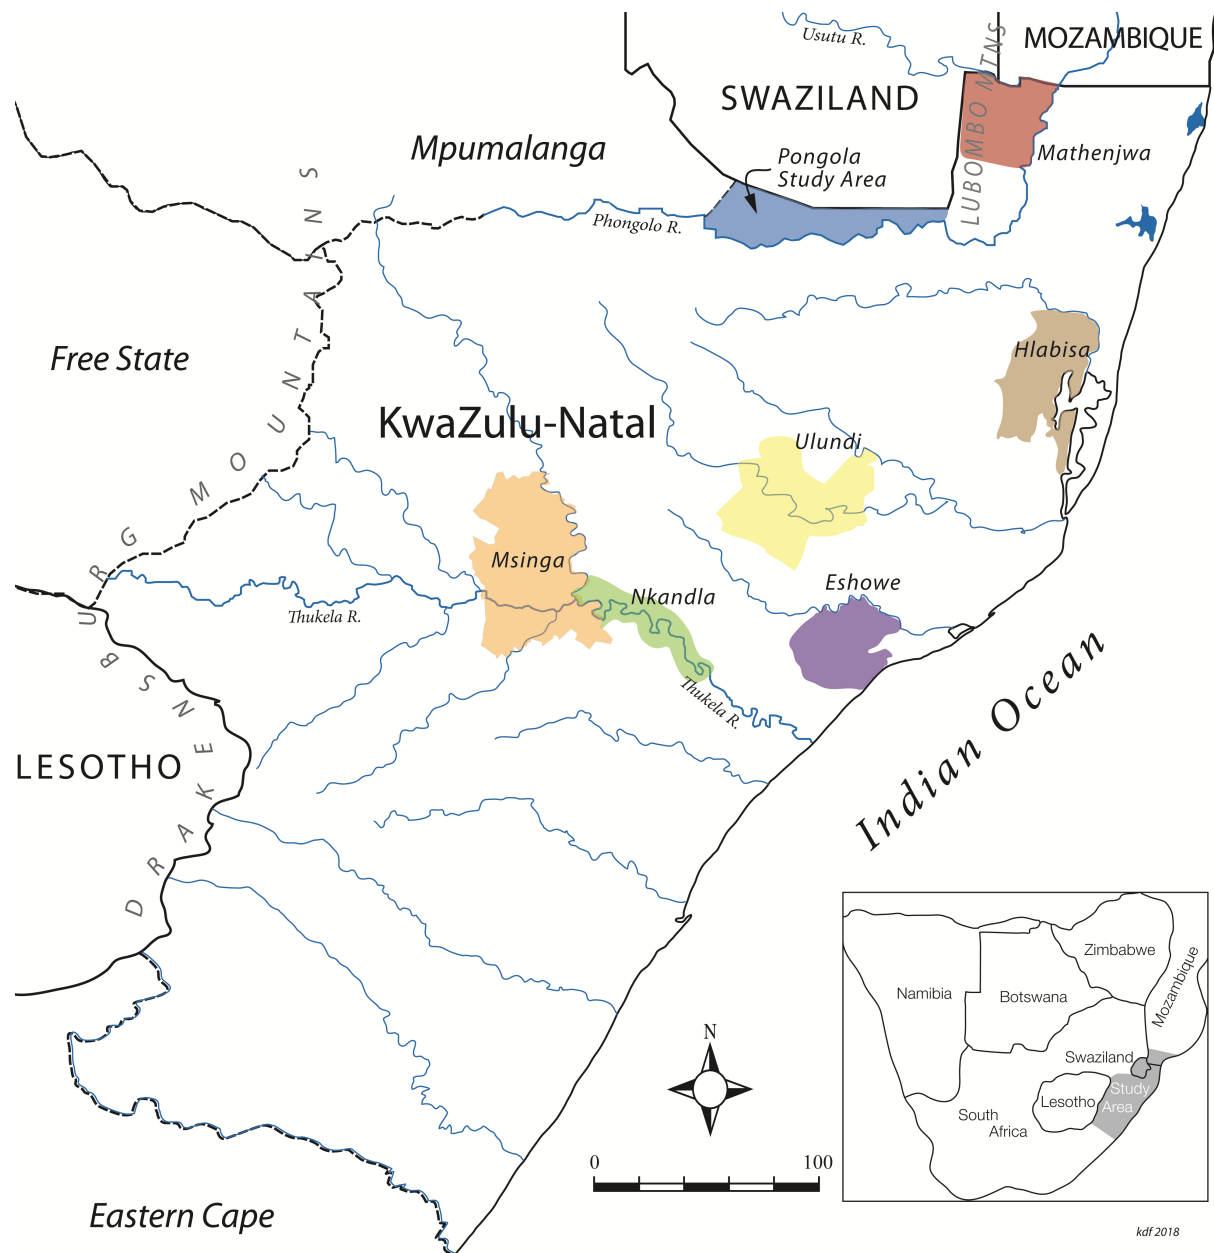 Usutu R.
MOZAMBIQUE
SWAZILAND
LUBOMBO MTNS
Mpumalanga
Pongola
Study Area
Mathenjwa
Phongolo R.
DRAKENSBURG MOUNTAINS
Free State
Hlabisa
KwaZulu-Natal
Ulundi
Msinga
Eshowe
Nkandla
Thukela R.
Thukela R.
LESOTHO
Indian Ocean
Zimbabwe
Namibia
Botswana
Mozambique
Swaziland
Lesotho
Study
Area
South
Africa
N
0 100
Eastern Cape
kdf 2018